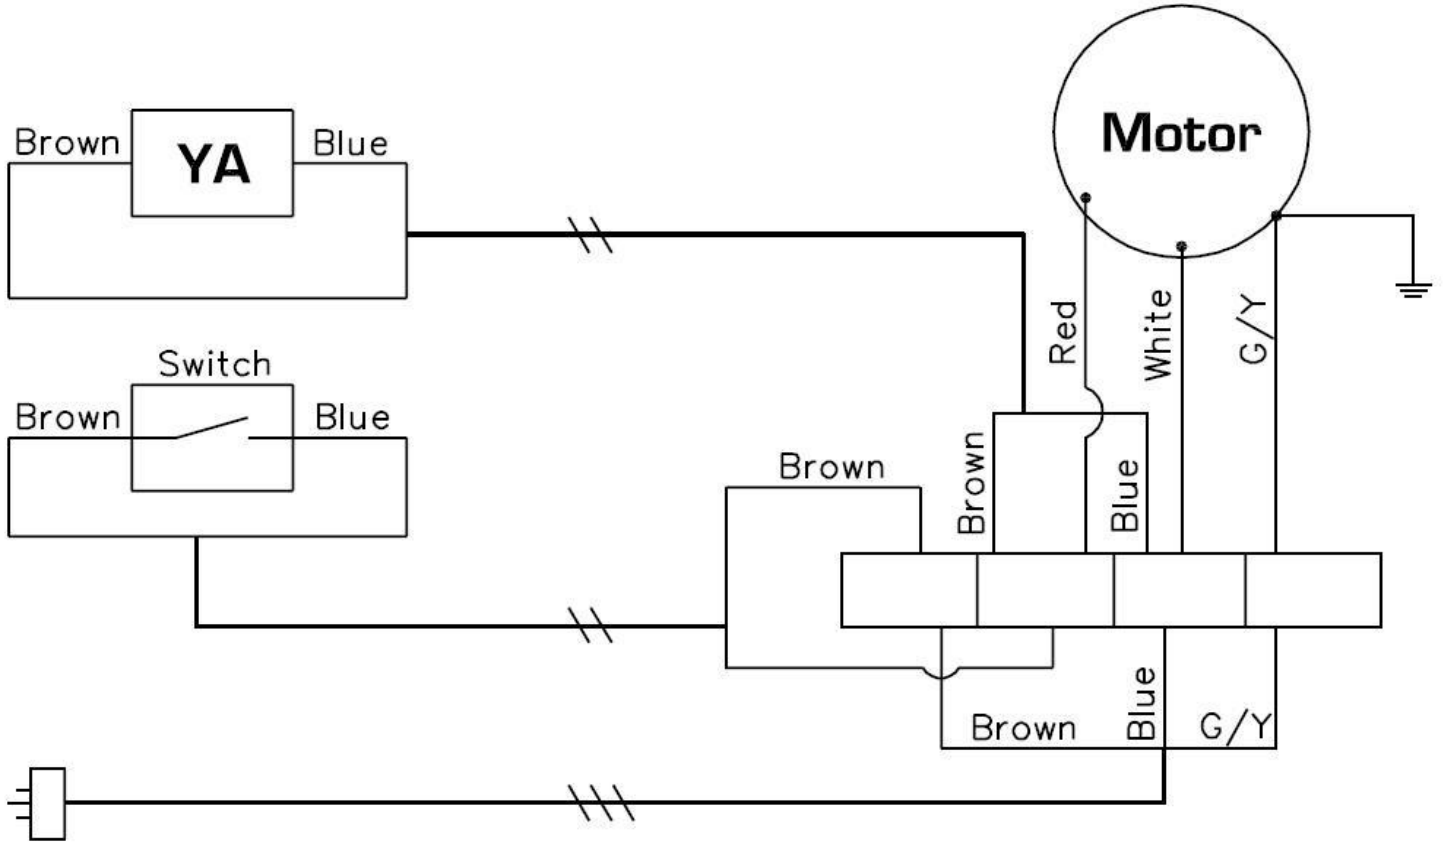 Motor
Brown
YA
Blue
Red
White
G/Y
Switch
Brown
Blue
Brown
Brown
Blue
Brown
Blue
G/Y